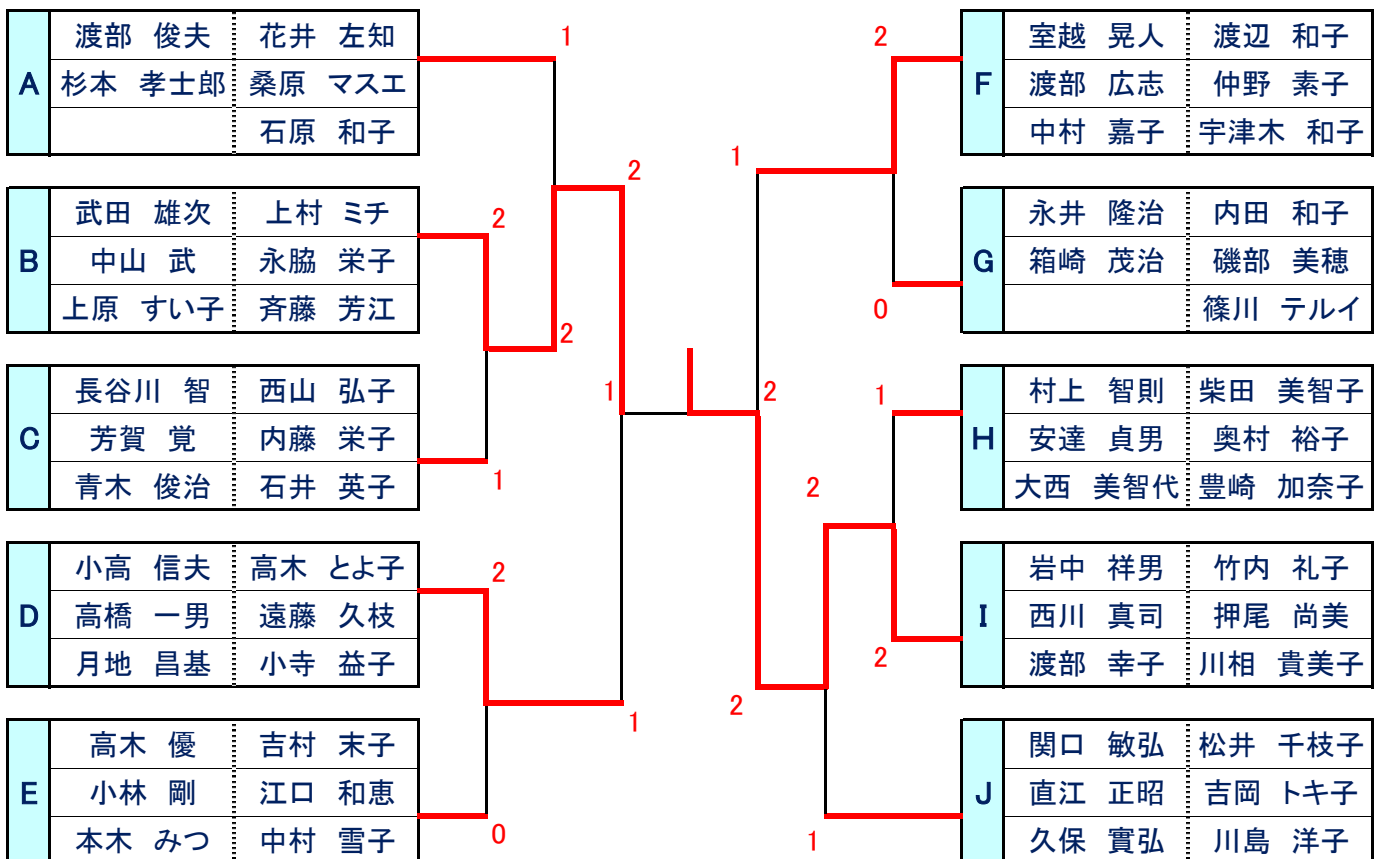 渡部 俊夫 花井 左知
A 杉本 孝士郎 桑原 マスエ
石原 和子
武田 雄次 上村 ミチ
B 中山 武 永脇 栄子
上原 すい子 斉藤 芳江
長谷川 智 西山 弘子
C 芳賀 覚 内藤 栄子
青木 俊治 石井 英子
小高 信夫 高木 とよ子
D 高橋 一男 遠藤 久枝
月地 昌基 小寺 益子
高木 優 吉村 末子
E 小林 剛 江口 和恵
本木 みつ 中村 雪子
1
2
2
2
1
1
2
1
0
2
1
0
2
1
2
2
2
1
室越 晃人 渡辺 和子
F 渡部 広志 仲野 素子
中村 嘉子 宇津木 和子
永井 隆治 内田 和子
G 箱崎 茂治 磯部 美穂
篠川 テルイ
村上 智則 柴田 美智子
H 安達 貞男 奥村 裕子
大西 美智代 豊崎 加奈子
岩中 祥男 竹内 礼子
I 西川 真司 押尾 尚美
渡部 幸子 川相 貴美子
関口 敏弘 松井 千枝子
J 直江 正昭 吉岡 トキ子
久保 實弘 川島 洋子